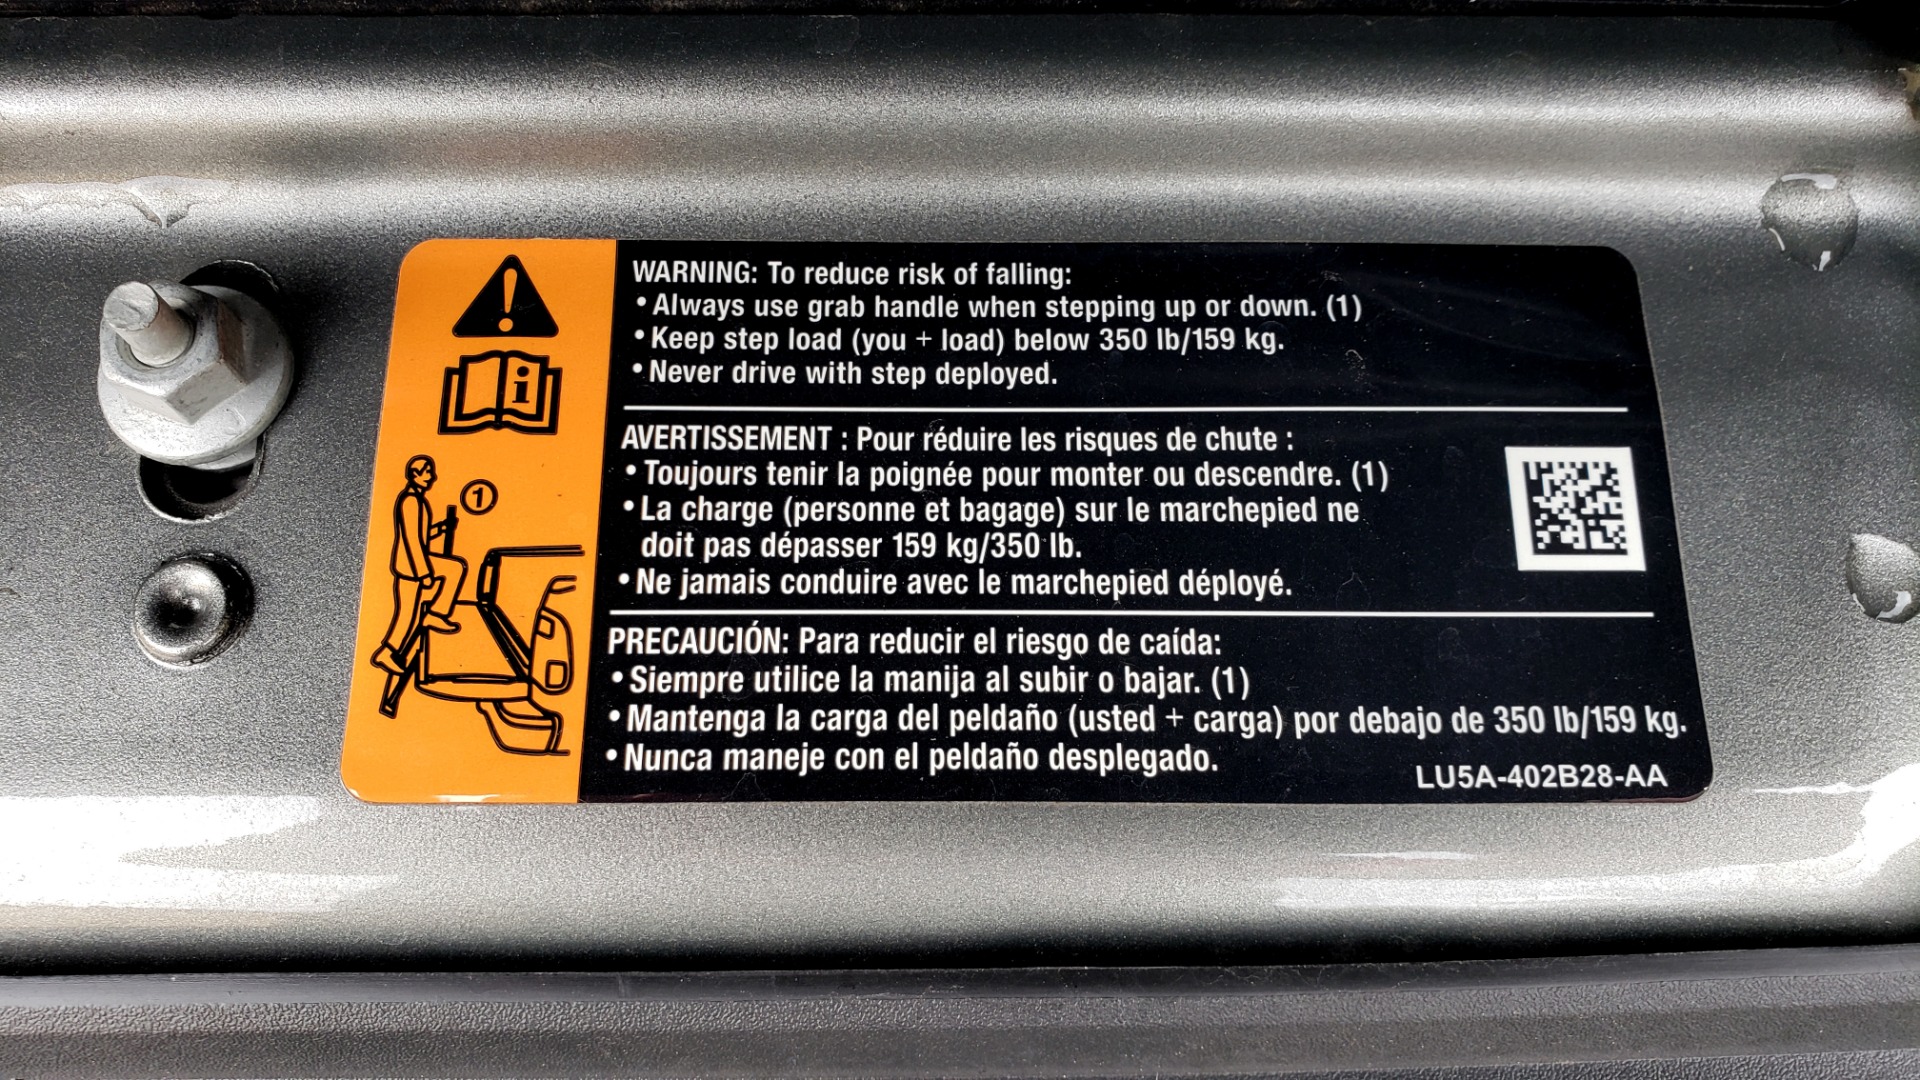 WARNING: To reduce risk of falling:
• Always use grab handle when stepping up or down. (1)
• Keep step load (you + load) below 350 lb/159 kg.
• Never drive with step deployed.
AVERTISSEMENT : Pour réduire les risques de chute :
• Toujours tenir la poignée pour monter ou descendre. (1)
• La charge (personne et bagage) sur le marchepied ne
doit pas dépasser 159 kg/350 lb.
• Ne jamais conduire avec le marchepied déployé.
1
PRECAUCIÓN: Para reducir el riesgo de caída:
• Siempre utilice la manija al subir o bajar. (1)
• Mantenga la carga del peldaño (usted + carga) por debajo de 350 lb/159 kg.
• Nunca maneje con el peldaño desplegado.
LU5A-402B28-AA